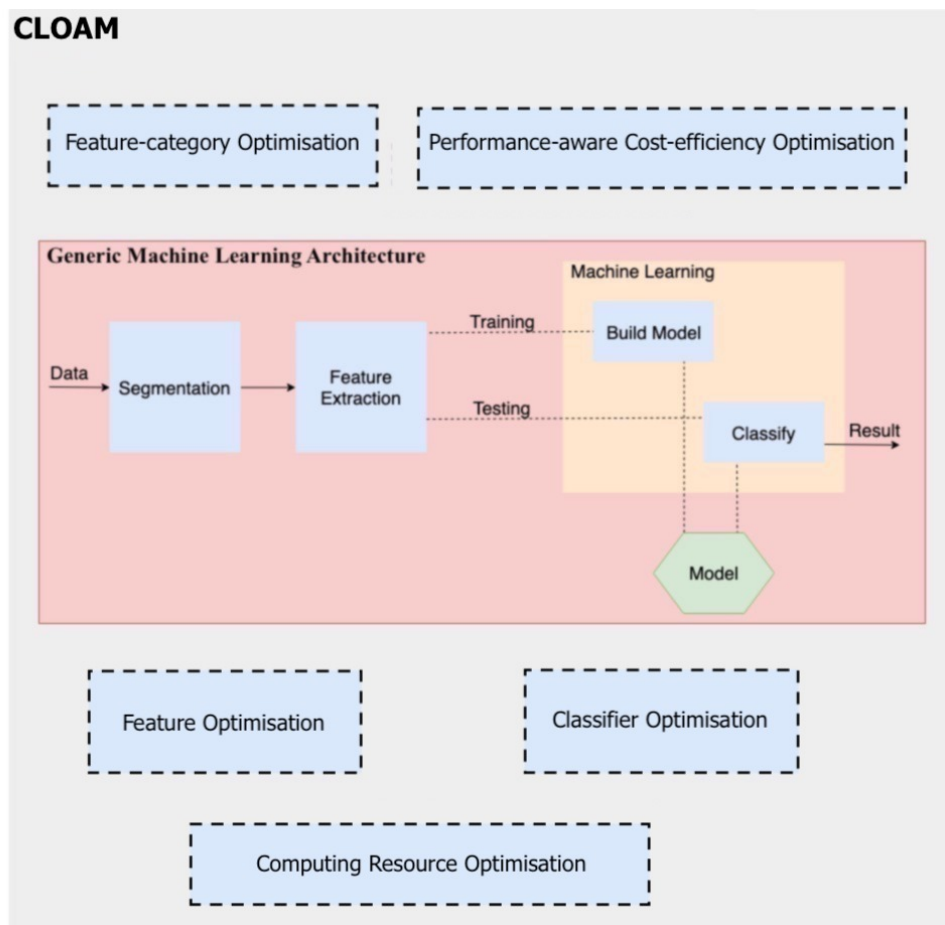 CLOAM
Feature-category Optimisation
Performance-aware Cost-efficiency Optimisation
Generic Machine Learning Architecture
Machine Learning
Training
Build Model
Data
Segmentation
Feature
Extraction
Testing
Classify
Result
Model
Feature Optimisation
Classifier Optimisation
Computing Resource Optimisation